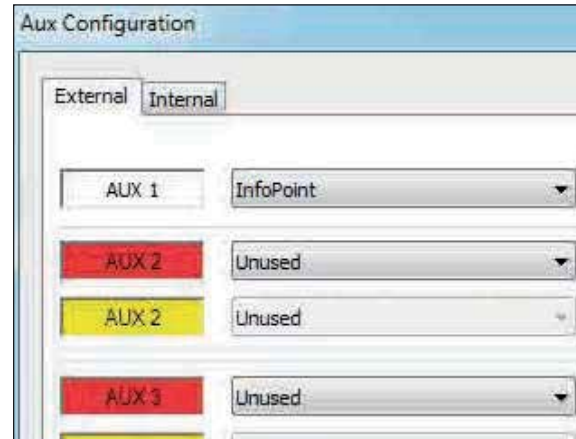 Aux Configuration
External Internal
AUX 1 InfoPoint
AUX 2 Unused
AUX 2 Unused
AUX 3 Unused